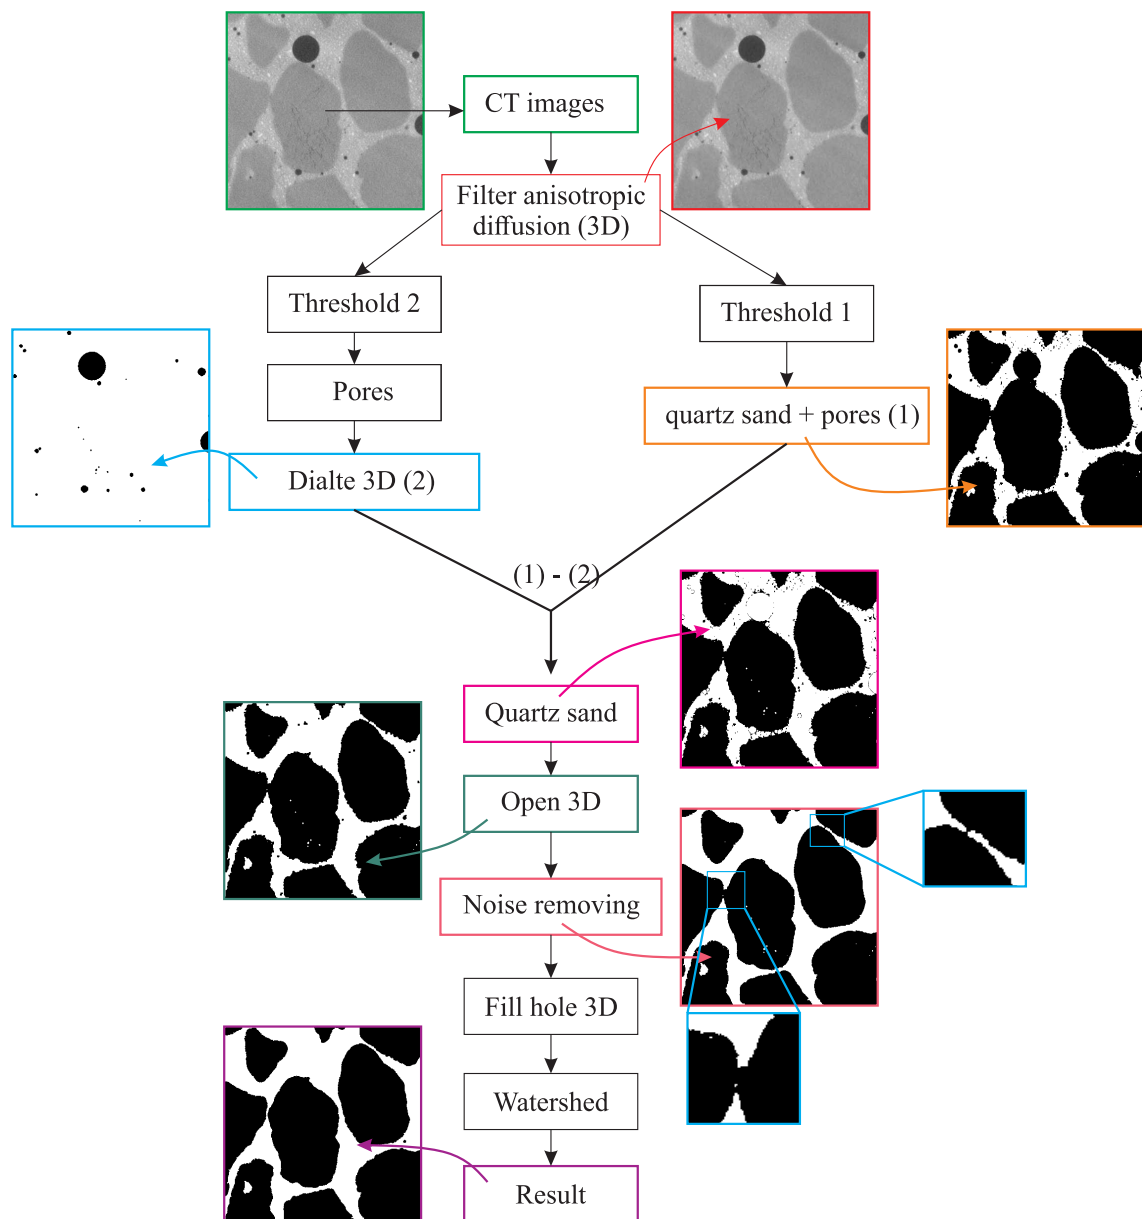 CT images
Filter anisotropic
diffusion (3D)
Threshold 2
Threshold 1
Pores
quartz sand + pores (1)
Dialte 3D (2)
(1) - (2)
Quartz sand
Open 3D
Noise removing
Fill hole 3D
Watershed
Result